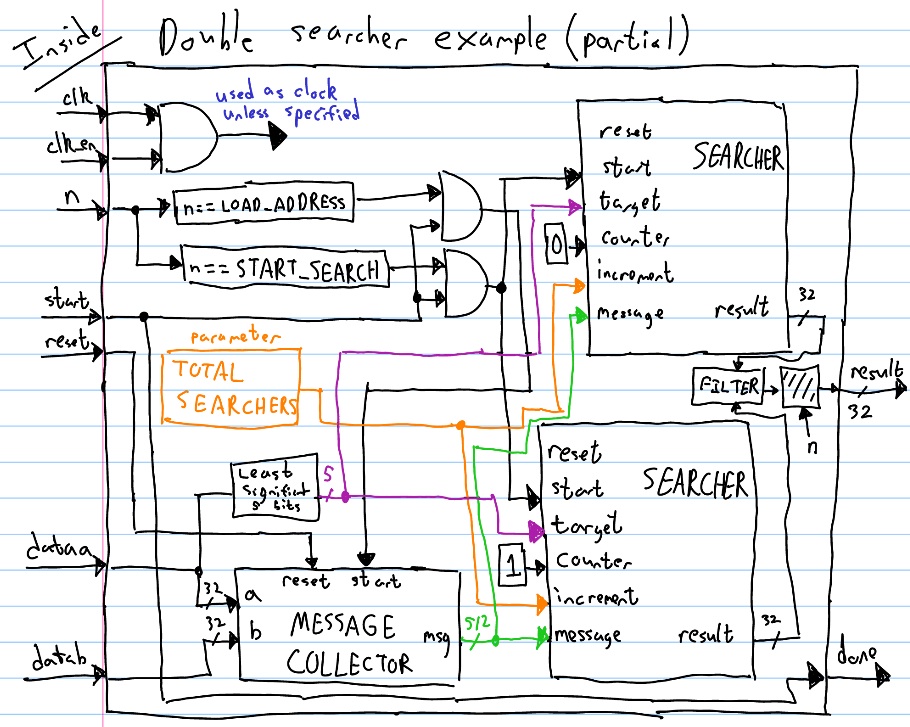 Inside
Double searcher example (partial)
clk
clk_en
used as clock
unless specified
n
n== LOAD_ADDRESS
n== START_SEARCH
start
reset
parameter
TOTAL
SEARCHERS
reset
SEARCHER
start
target
0
counter
increment
message
result
32
FILTER
n
result
32
Least
significant
5 bits
5
reset
SEARCHER
start
target
1
counter
increment
message
result
32
dataa
datab
32
a
32
b
reset
start
MESSAGE
COLLECTOR
msg
512
done